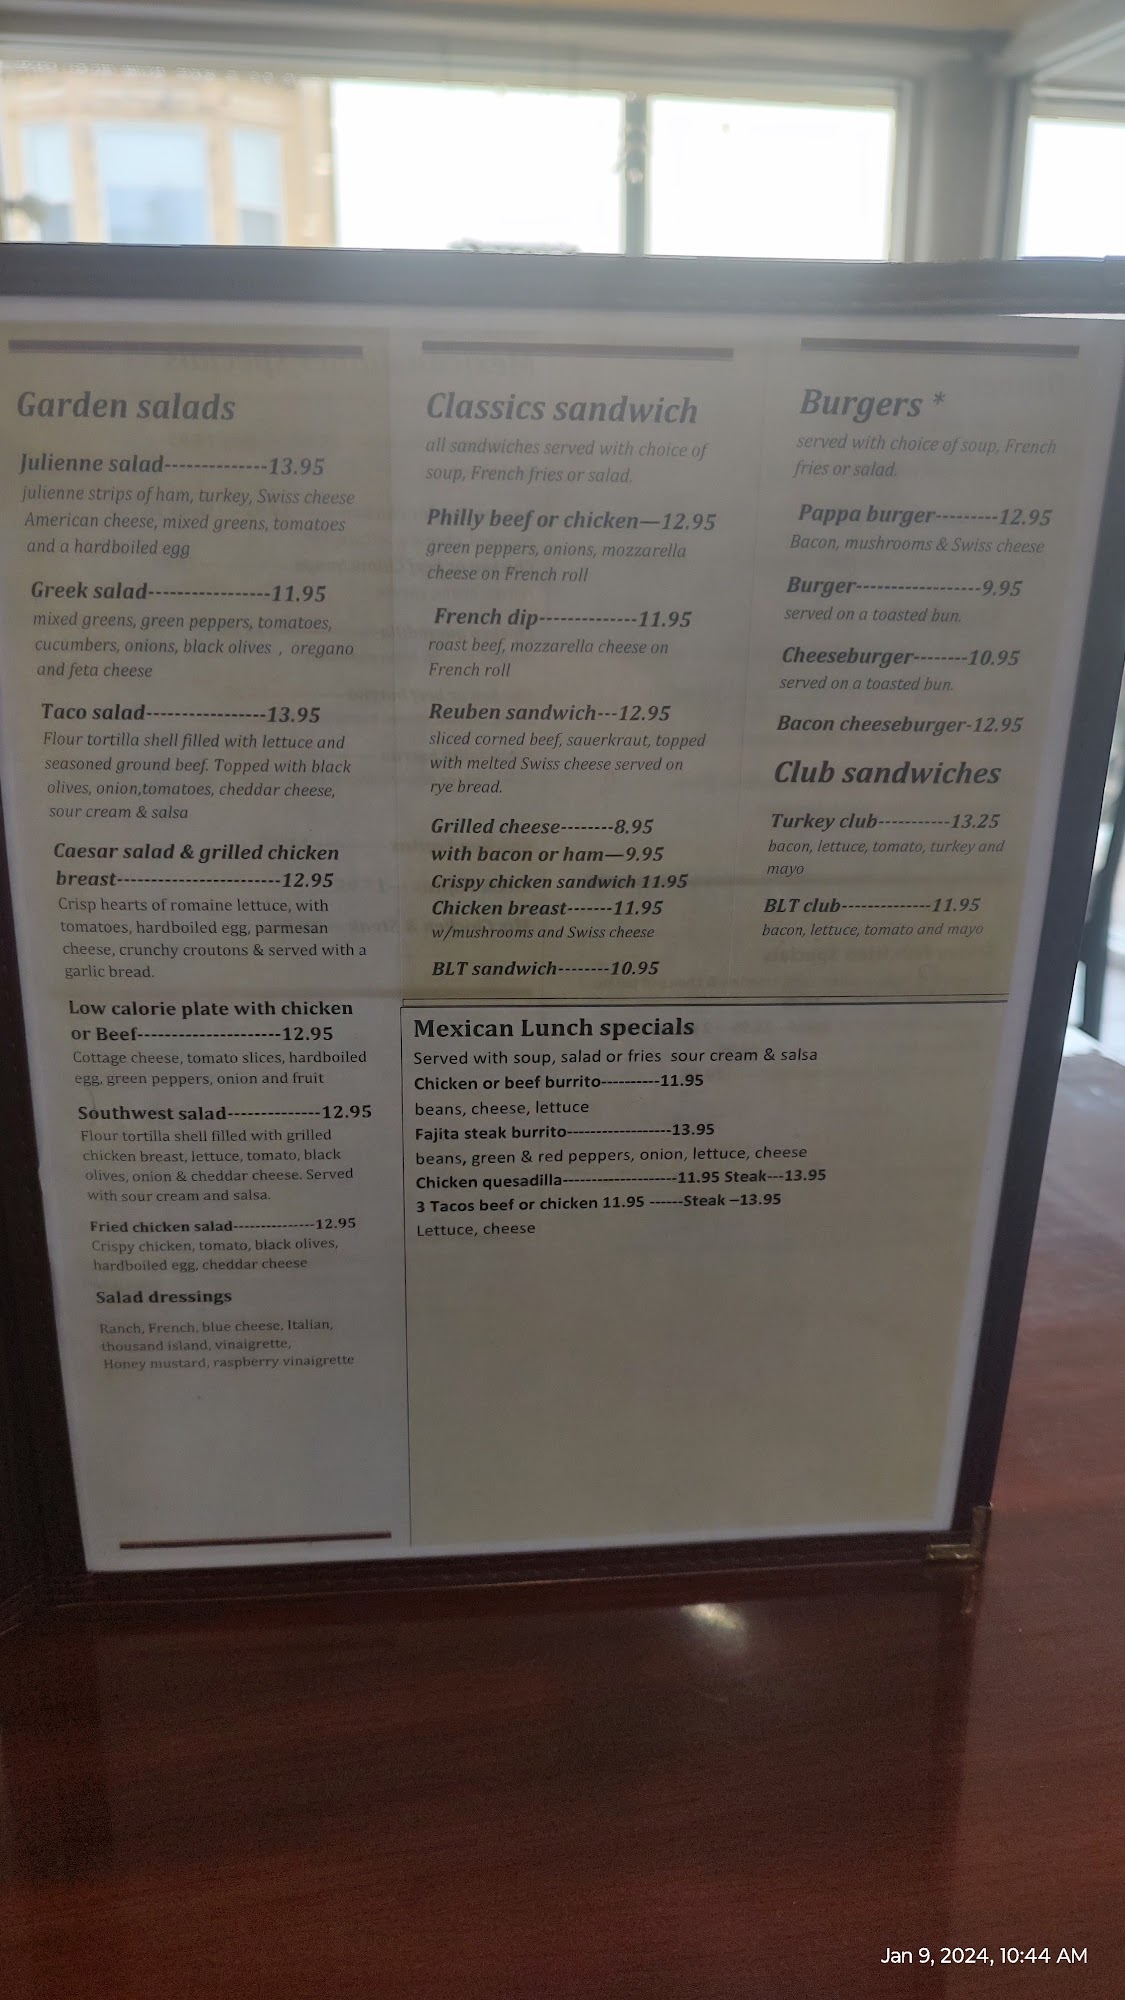 Garden salads
Julienne salad--------------13.95
julienne strips of ham, turkey, Swiss cheese
American cheese, mixed greens, tomatoes
and a hardboiled egg
Greek salad-----------------11.95
mixed greens, green peppers, tomatoes,
cucumbers, onions, black olives , oregano
and feta cheese
Taco salad-----------------13.95
Flour tortilla shell filled with lettuce and
seasoned ground beef. Topped with black
olives, onion,tomatoes, cheddar cheese,
sour cream & salsa
Caesar salad & grilled chicken
breast------------------------12.95
Crisp hearts of romaine lettuce, with
tomatoes, hardboiled egg, parmesan
cheese, crunchy croutons & served with a
garlic bread.
Low calorie plate with chicken
or Beef---------------------12.95
Cottage cheese, tomato slices, hardboiled
egg, green peppers, onion and fruit
Southwest salad--------------12.95
Flour tortilla shell filled with grilled
chicken breast, lettuce, tomato, black
olives, onion & cheddar cheese. Served
with sour cream and salsa.
Fried chicken salad---------------12.95
Crispy chicken, tomato, black olives,
hardboiled egg, cheddar cheese
Salad dressings
Ranch, French, blue cheese, Italian,
thousand island, vinaigrette,
Honey mustard, raspberry vinaigrette
Classics sandwich
all sandwiches served with choice of
soup, French fries or salad.
Philly beef or chicken—12.95
green peppers, onions, mozzarella
cheese on French roll
French dip--------------11.95
roast beef, mozzarella cheese on
French roll
Reuben sandwich---12.95
sliced corned beef, sauerkraut, topped
with melted Swiss cheese served on
rye bread.
Grilled cheese--------8.95
with bacon or ham—9.95
Crispy chicken sandwich 11.95
Chicken breast-------11.95
w/mushrooms and Swiss cheese
BLT sandwich--------10.95
Burgers *
served with choice of soup, French
fries or salad.
Pappa burger---------12.95
Bacon, mushrooms & Swiss cheese
Burger------------------9.95
served on a toasted bun.
Cheeseburger--------10.95
served on a toasted bun.
Bacon cheeseburger-12.95
Club sandwiches
Turkey club-----------13.25
bacon, lettuce, tomato, turkey and
mayo
BLT club--------------11.95
bacon, lettuce, tomato and mayo
Mexican Lunch specials
Served with soup, salad or fries sour cream & salsa
Chicken or beef burrito----------11.95
beans, cheese, lettuce
Fajita steak burrito-------------------13.95
beans, green & red peppers, onion, lettuce, cheese
Chicken quesadilla---------------------11.95 Steak---13.95
3 Tacos beef or chicken 11.95 ------Steak –13.95
Lettuce, cheese
Jan 9, 2024, 10:44 AM